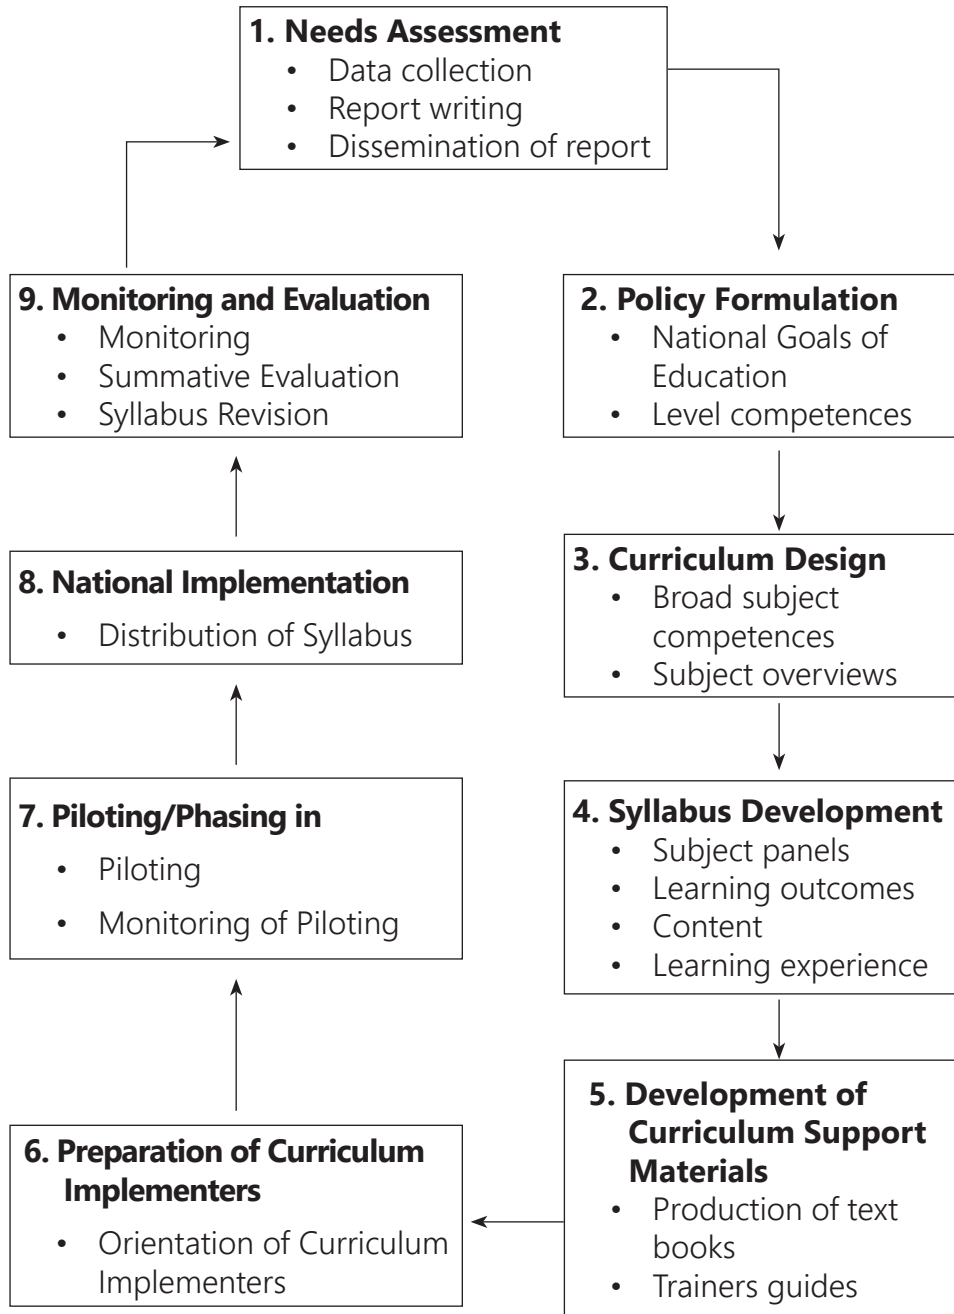 1. Needs Assessment
• Data collection
• Report writing
• Dissemination of report
2. Policy Formulation
• National Goals of
Education
• Level competences
3. Curriculum Design
• Broad subject
competences
• Subject overviews
4. Syllabus Development
• Subject panels
• Learning outcomes
• Content
• Learning experience
5. Development of
Curriculum Support
Materials
• Production of text
books
• Trainers guides
6. Preparation of Curriculum
Implementers
• Orientation of Curriculum
Implementers
7. Piloting/Phasing in
• Piloting
• Monitoring of Piloting
8. National Implementation
• Distribution of Syllabus
9. Monitoring and Evaluation
• Monitoring
• Summative Evaluation
• Syllabus Revision